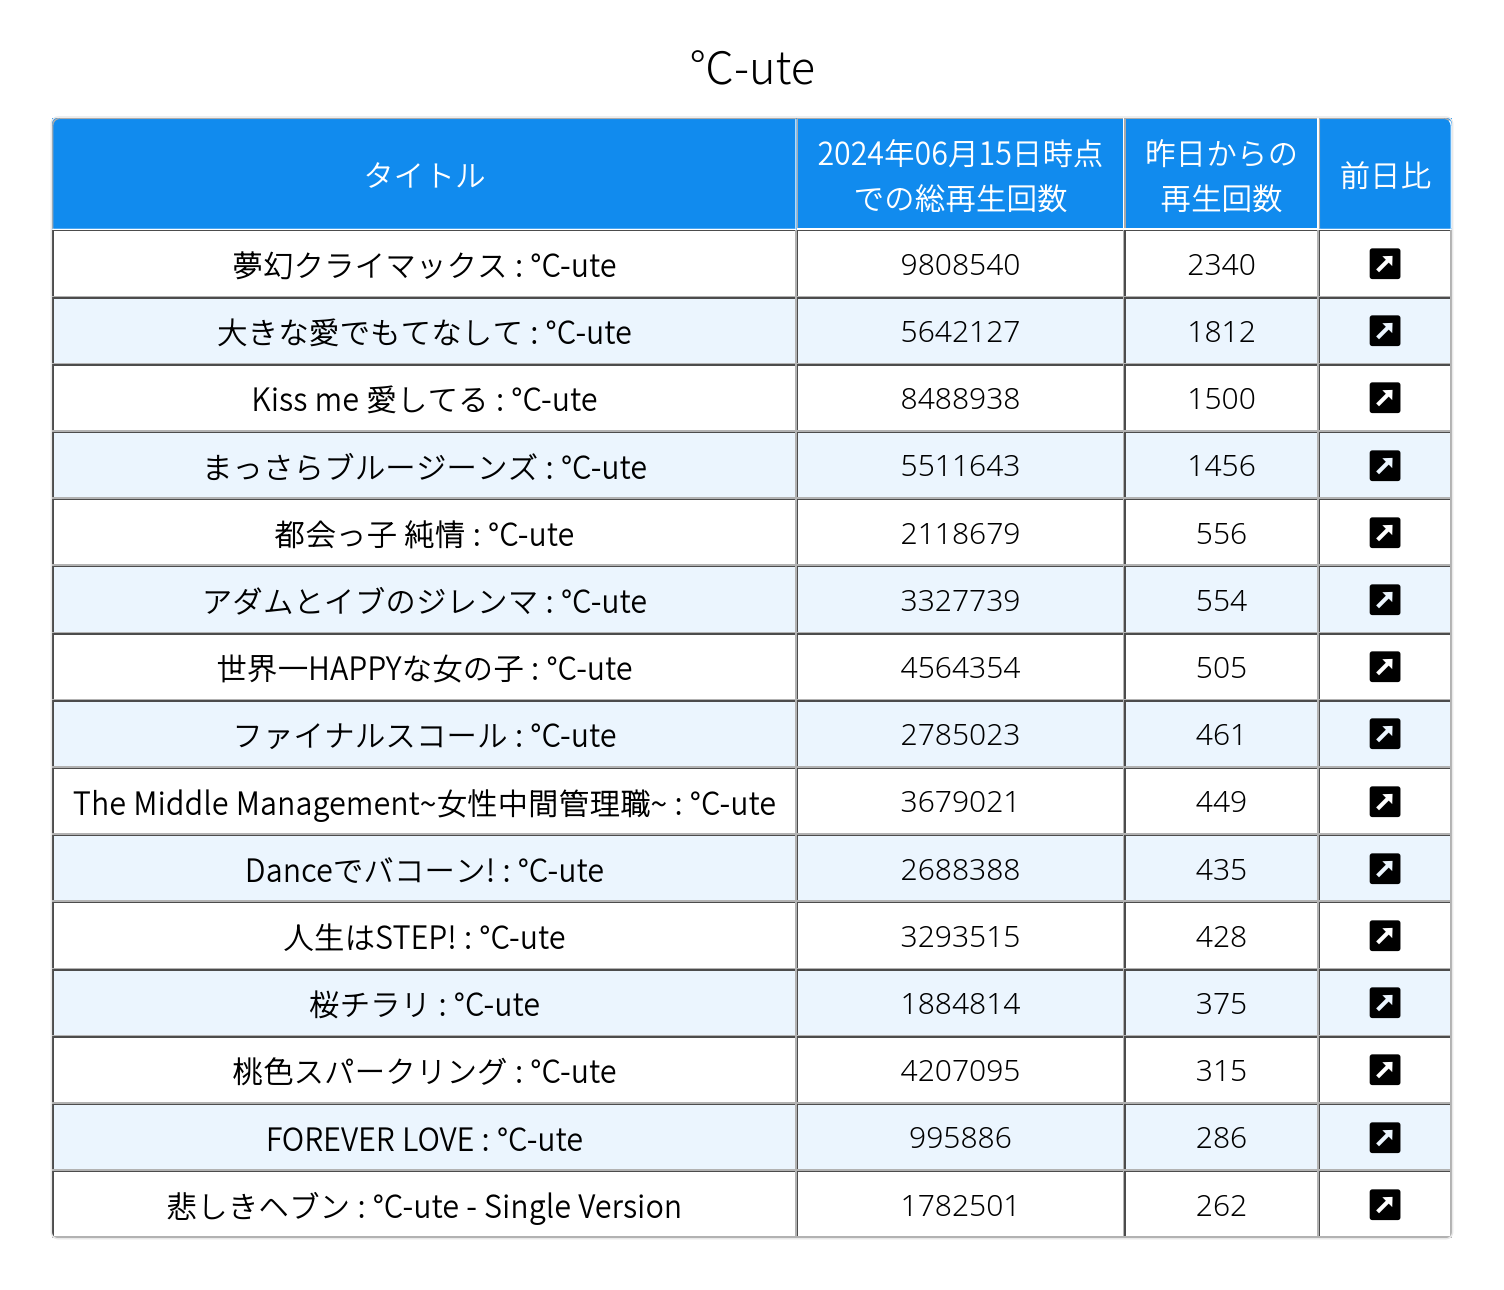 ℃-ute
タイトル
2024年06月15日時点
での総再生回数
昨日からの
再生回数
前日比
夢幻クライマックス : ℃-ute 9808540 2340
大きな愛でもてなして : ℃-ute 5642127 1812
Kiss me 愛してる : ℃-ute 8488938 1500
まっさらブルージーンズ : ℃-ute 5511643 1456
都会っ子 純情 : ℃-ute 2118679 556
アダムとイブのジレンマ : ℃-ute 3327739 554
世界一HAPPYな女の子 : ℃-ute 4564354 505
ファイナルスコール : ℃-ute 2785023 461
The Middle Management~女性中間管理職~ : ℃-ute 3679021 449
Danceでバコーン! : ℃-ute 2688388 435
人生はSTEP! : ℃-ute 3293515 428
桜チラリ : ℃-ute 1884814 375
桃色スパークリング : ℃-ute 4207095 315
FOREVER LOVE : ℃-ute 995886 286
悲しきヘブン : ℃-ute - Single Version 1782501 262